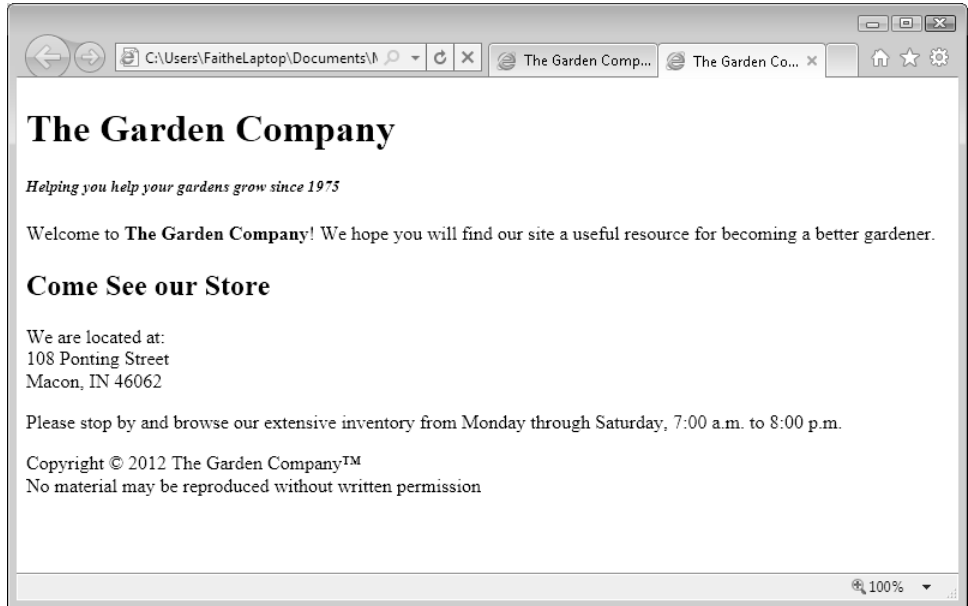 C:\Users\FaitheLaptop\Documents\M
The Garden Comp...
The Garden Co...
The Garden Company
Helping you help your gardens grow since 1975
Welcome to The Garden Company! We hope you will find our site a useful resource for becoming a better gardener.
Come See our Store
We are located at:
108 Ponting Street
Macon, IN 46062
Please stop by and browse our extensive inventory from Monday through Saturday, 7:00 a.m. to 8:00 p.m.
Copyright © 2012 The Garden Company™
No material may be reproduced without written permission
100%